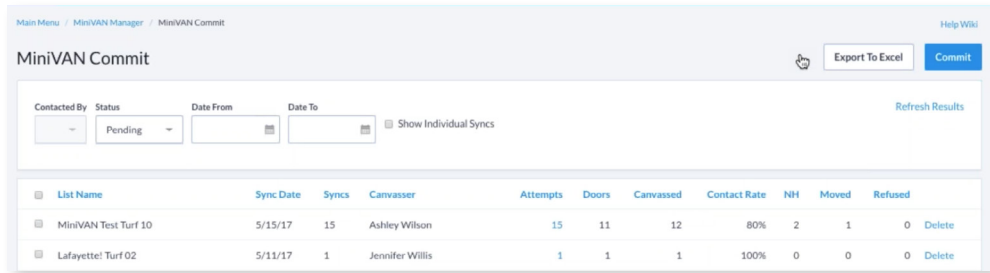 Main Menu / MiniVAN Manager / MiniVAN Commit Help Wiki
MiniVAN Commit Export To Excel Commit
Contacted By Status Date From Date To Refresh Results
Pending Show Individual Syncs
List Name Sync Date Syncs Canvasser Attempts Doors Canvassed Contact Rate NH Moved Refused
MiniVAN Test Turf 10 5/15/17 15 Ashley Wilson 15 11 12 80% 2 1 0 Delete
Lafayette! Turf 02 5/11/17 1 Jennifer Willis 1 1 1 100% 0 0 0 Delete